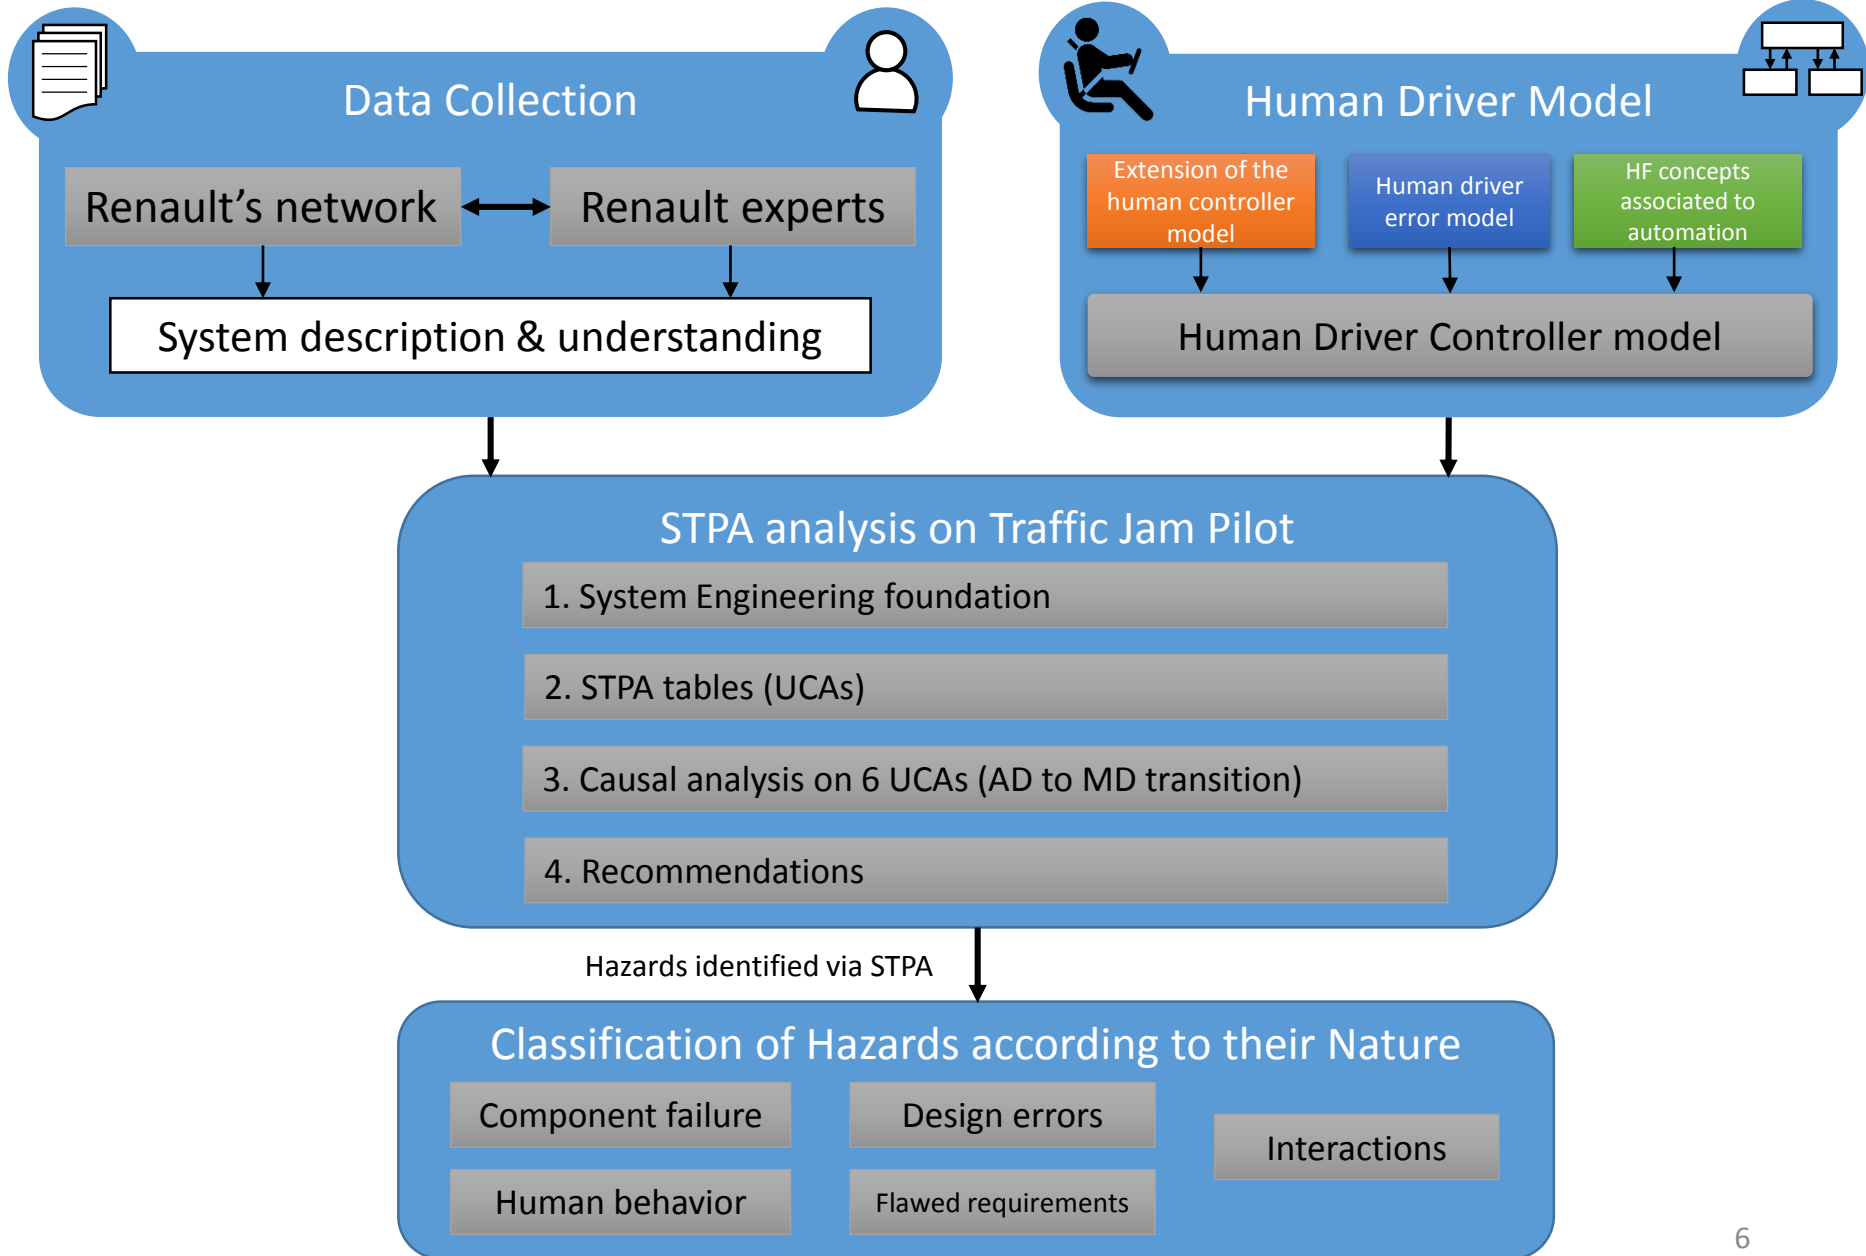 Data Collection
Renault's network
Renault experts
System description & understanding
Human Driver Model
Extension of the
human controller
model
Human driver
error model
HF concepts
associated to
automation
Human Driver Controller model
STPA analysis on Traffic Jam Pilot
1. System Engineering foundation
2. STPA tables (UCAs)
3. Causal analysis on 6 UCAs (AD to MD transition)
4. Recommendations
Hazards identified via STPA
Classification of Hazards according to their Nature
Component failure
Design errors
Interactions
Human behavior
Flawed requirements
6